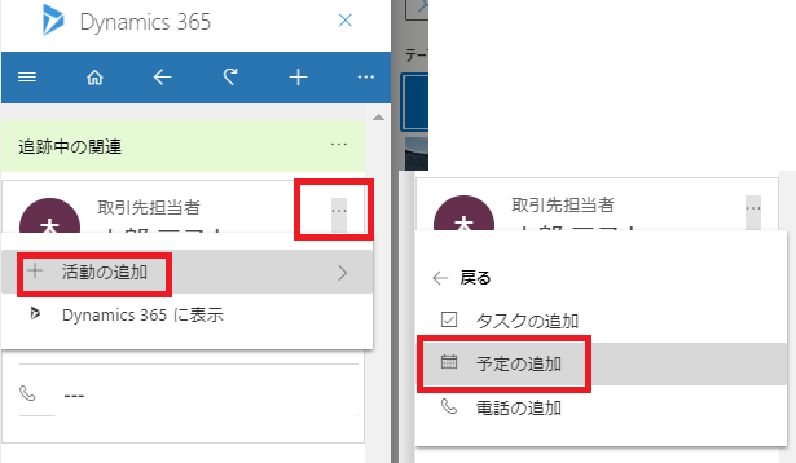 Dynamics 365
追跡中の関連
取引先担当者
活動の追加
Dynamics 365 に表示
---
テー
取引先担当者
戻る
タスクの追加
予定の追加
電話の追加